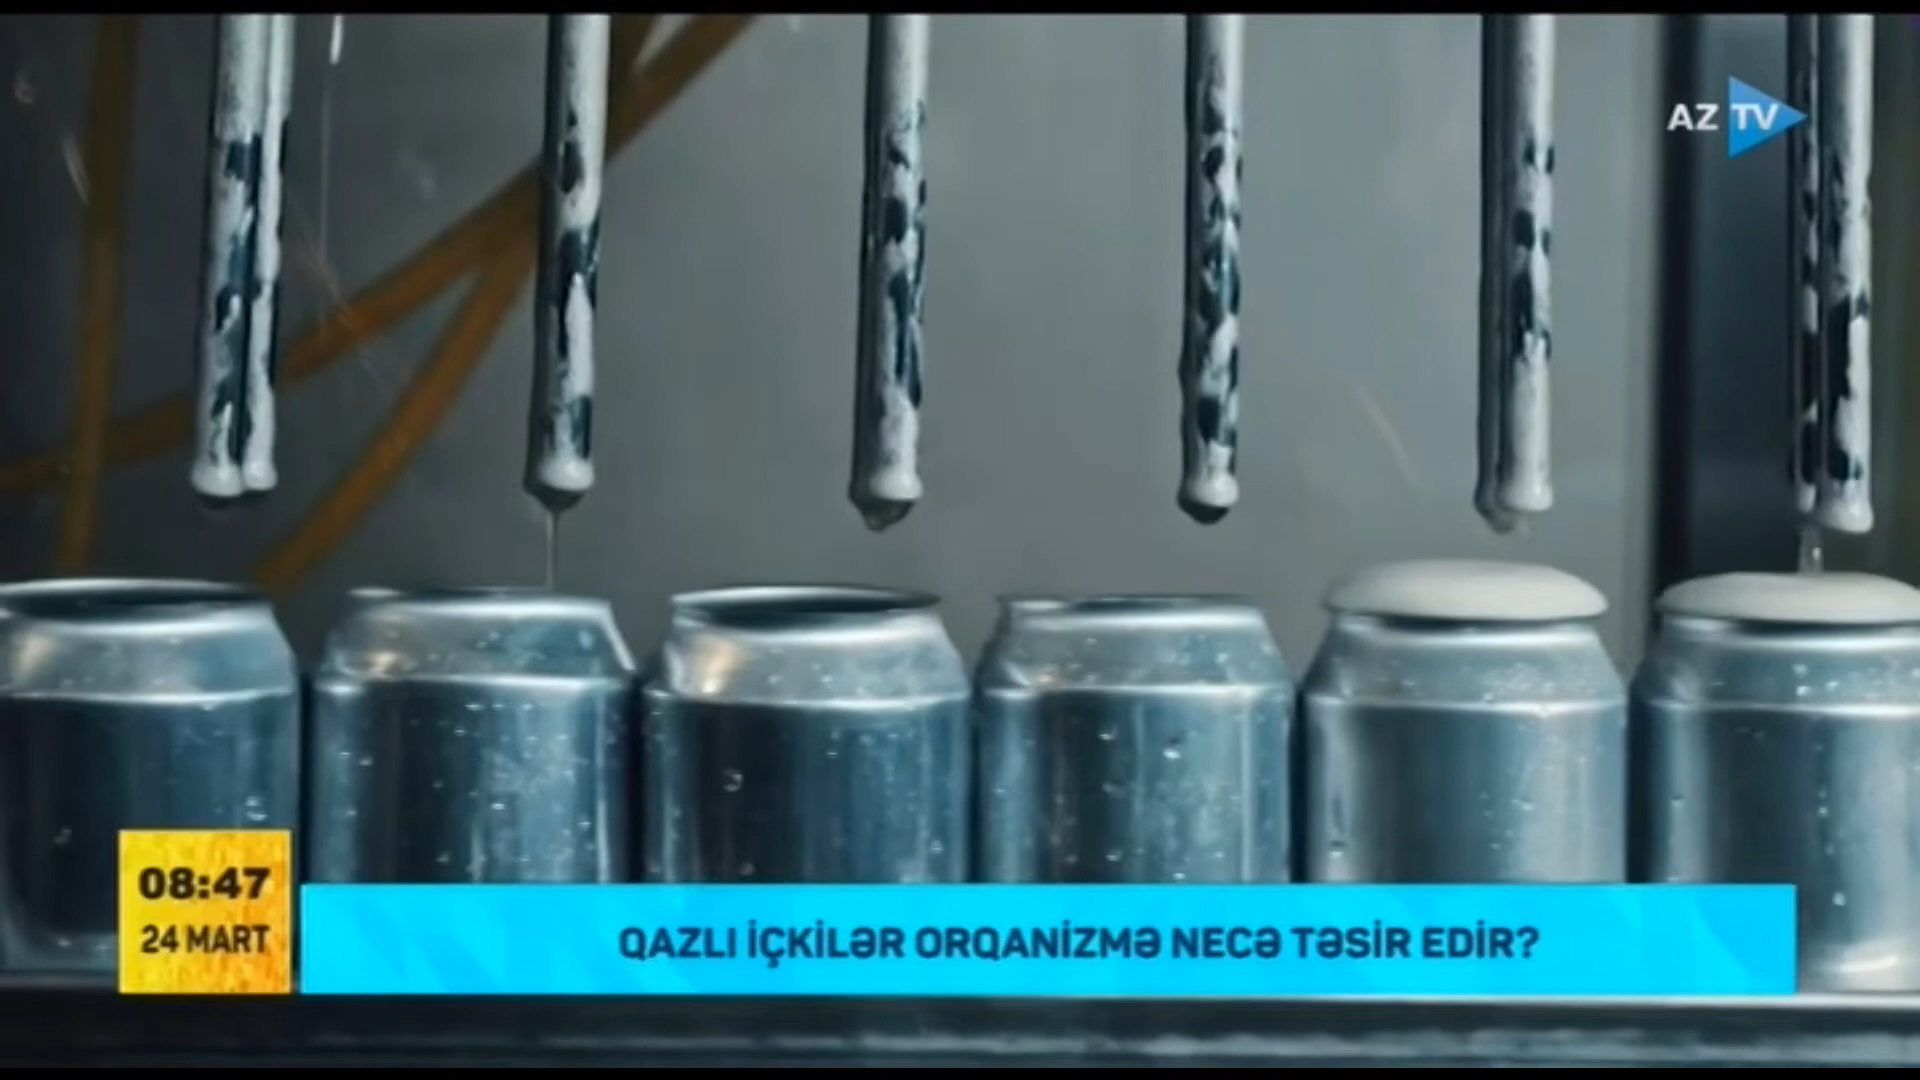 AZ TV
08:47
24 MART
QAZLI İÇKİLƏR ORQANİZMƏ NECƏ TƏSİR EDİR?